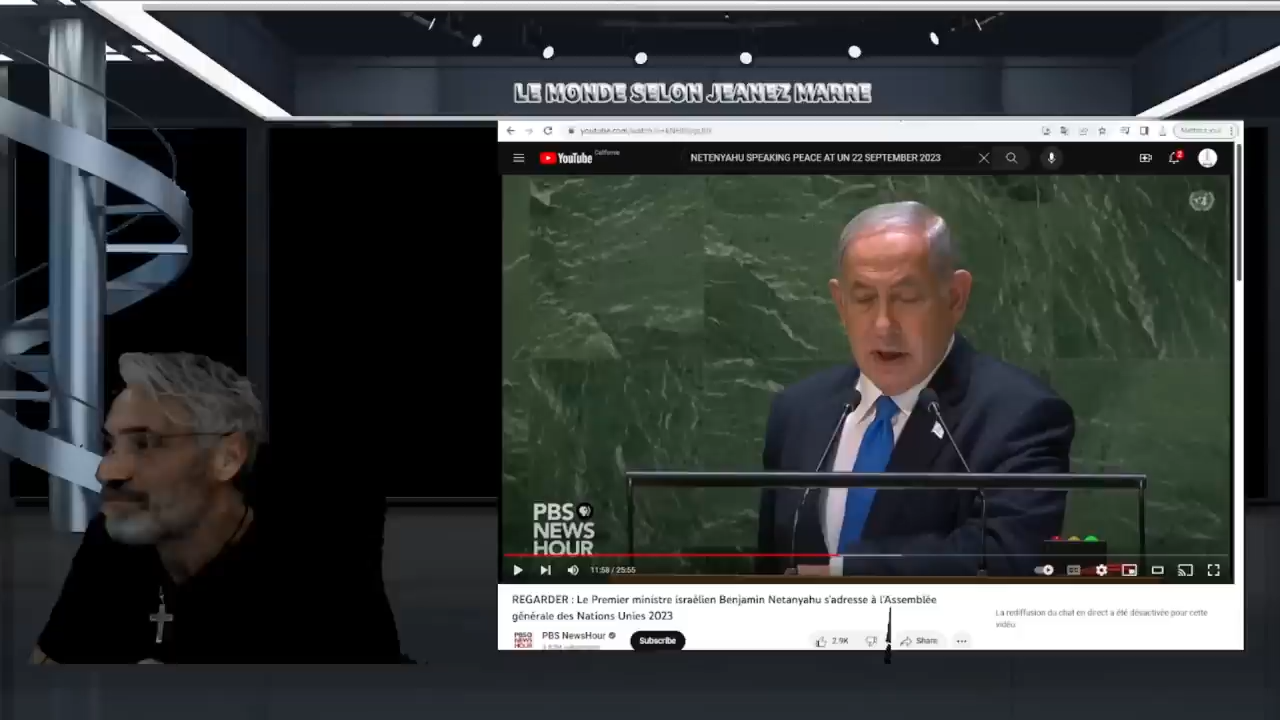 LE MONDE SELON JEANEZ MARRE
YouTube
California
NETENYAHU SPEAKING PEACE AT UN 22 SEPTEMBER 2023
2
PBS
NEWS
HOUR
11:58 / 25:55
REGARDER : Le Premier ministre israélien Benjamin Netanyahu s'adresse à l'Assemblée
générale des Nations Unies 2023
La rediffusion du chat en direct a été désactivée pour cette
vidéo.
PBS NewsHour
Subscribe
2.9K
Share